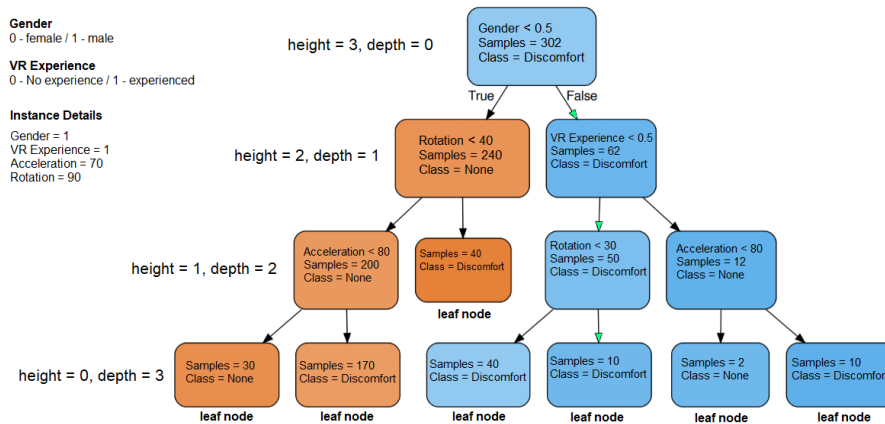 Gender
0 - female / 1 - male
VR Experience
0 - No experience / 1 - experienced
Instance Details
Gender = 1
VR Experience = 1
Acceleration = 70
Rotation = 90
height = 3, depth = 0
Gender < 0.5
Samples = 302
Class = Discomfort
True
False
height = 2, depth = 1
Rotation < 40
Samples = 240
Class = None
VR Experience < 0.5
Samples = 62
Class = Discomfort
height = 1, depth = 2
Acceleration < 80
Samples = 200
Class = None
Samples = 40
Class = Discomfort
leaf node
Rotation < 30
Samples = 50
Class = Discomfort
Acceleration < 80
Samples = 12
Class = None
height = 0, depth = 3
Samples = 30
Class = None
leaf node
Samples = 170
Class = Discomfort
leaf node
Samples = 40
Class = Discomfort
leaf node
Samples = 10
Class = Discomfort
leaf node
Samples = 2
Class = None
leaf node
Samples = 10
Class = Discomfort
leaf node